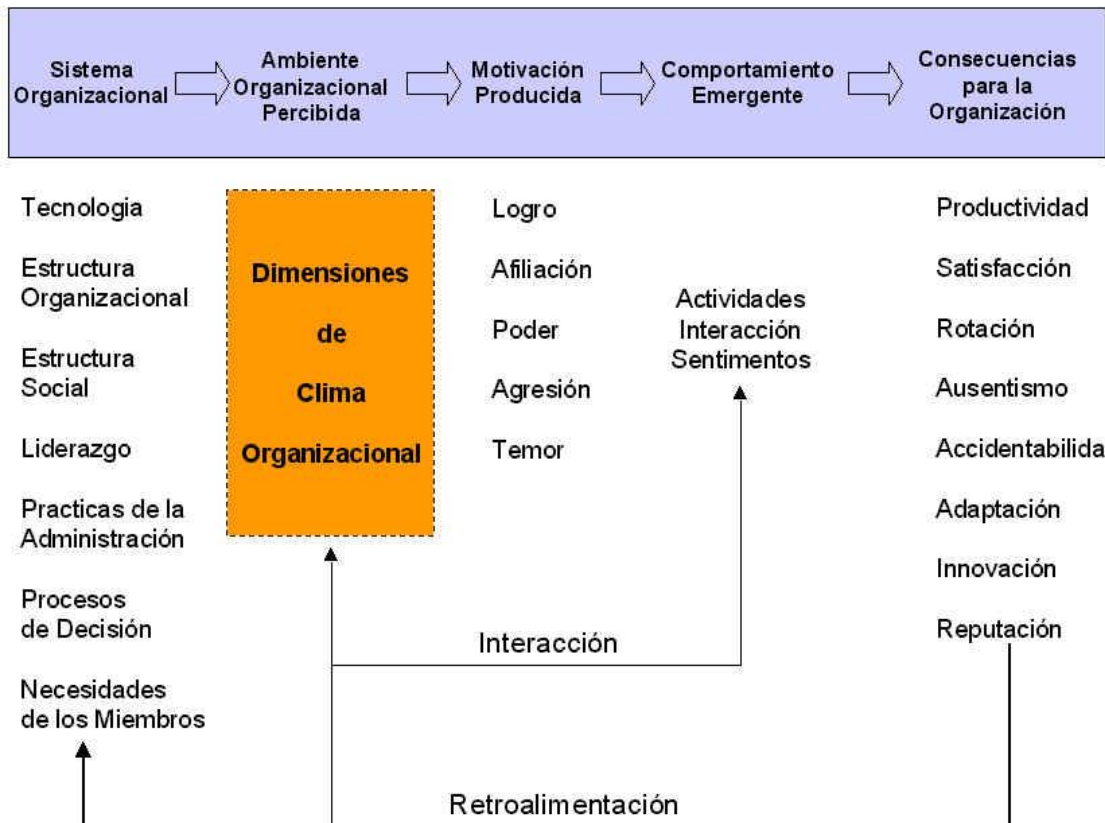 Sistema
Organizacional
Ambiente
Organizacional
Percibida
Motivación
Producida
Comportamiento
Emergente
Consecuencias
para la
Organización
Tecnologia
Estructura
Organizacional
Estructura
Social
Liderazgo
Practicas de la
Administración
Procesos
de Decisión
Necesidades
de los Miembros
Dimensiones
de
Clima
Organizacional
Logro
Afiliación
Poder
Agresión
Temor
Actividades
Interacción
Sentimentos
Productividad
Satisfacción
Rotación
Ausentismo
Accidentabilida
Adaptación
Innovación
Reputación
Interacción
Retroalimentación